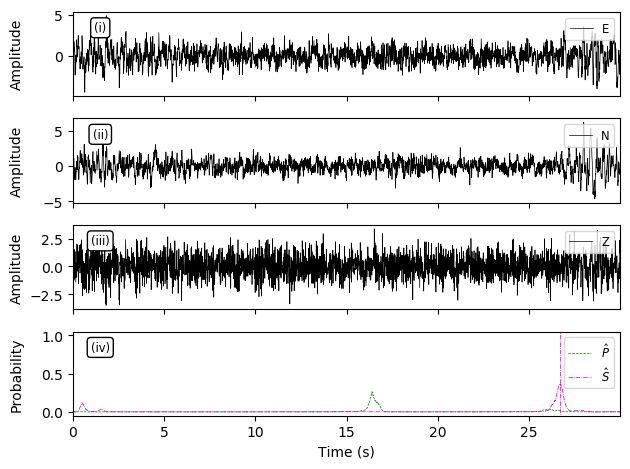 5
0
Amplitude
(i)
E
5
0
−5
Amplitude
(ii)
N
2.5
0.0
−2.5
Amplitude
(iii)
Z
1.0
0.5
0.0
Probability
(iv)
P̂
Ŝ
0 5 10 15 20 25
Time (s)